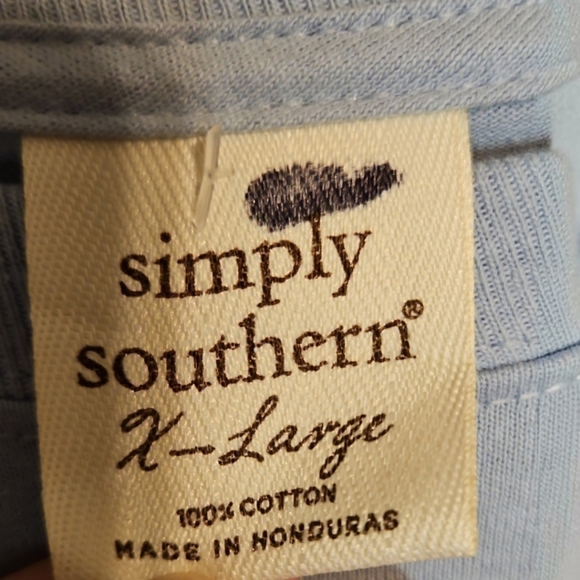 simply
southern®
X-Large
100% COTTON
MADE IN HONDURAS